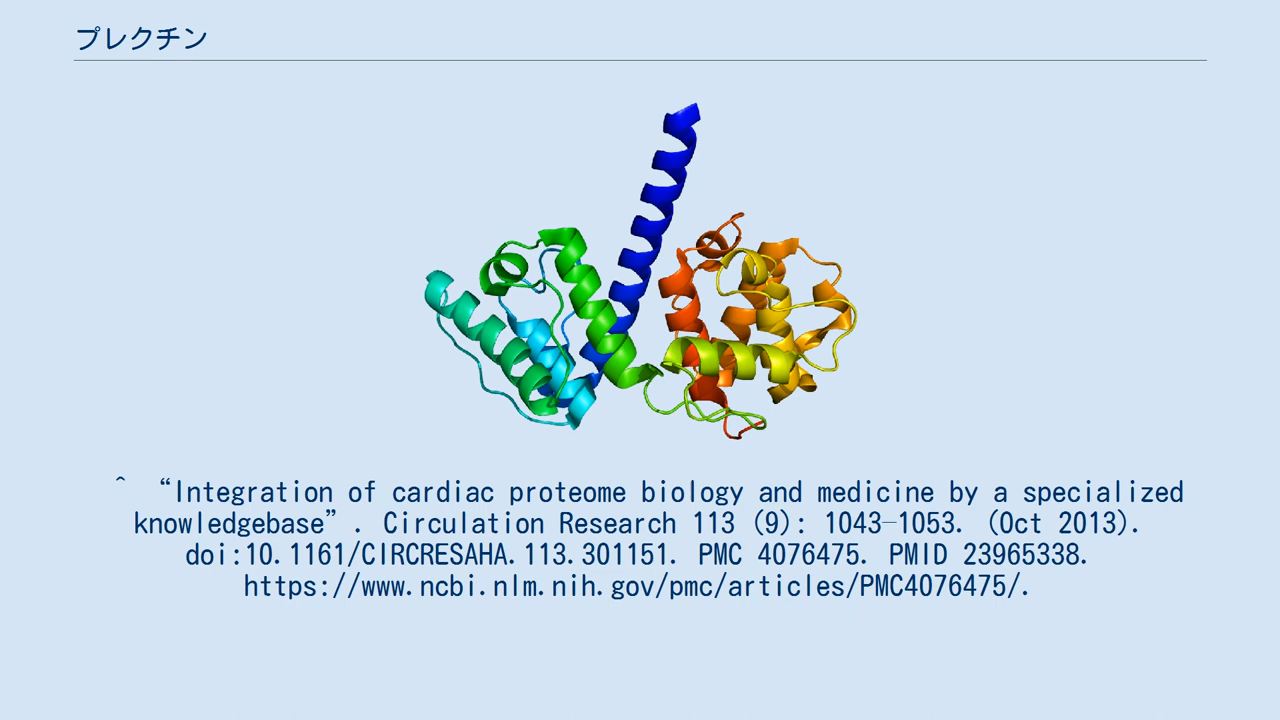 プレクチン
^ “Integration of cardiac proteome biology and medicine by a specialized
knowledgebase”. Circulation Research 113 (9): 1043–1053. (Oct 2013).
doi:10.1161/CIRCRESAHA.113.301151. PMC 4076475. PMID 23965338.
https://www.ncbi.nlm.nih.gov/pmc/articles/PMC4076475/.